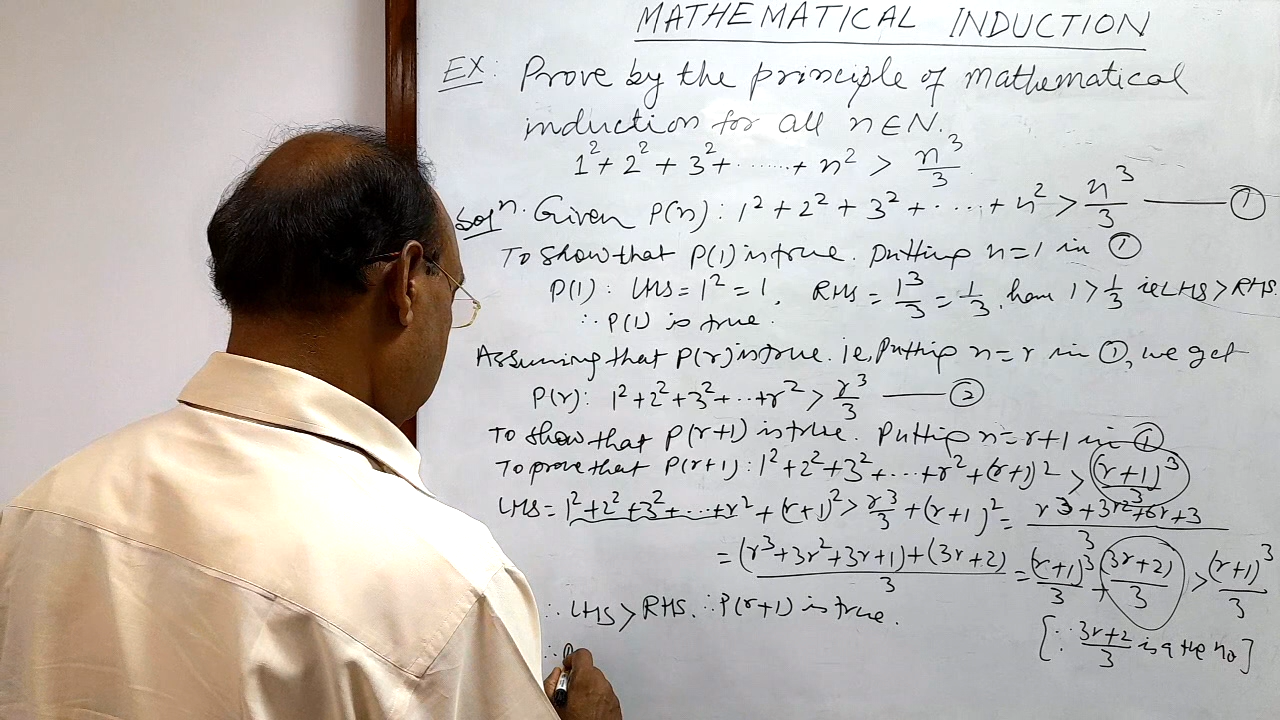 MATHEMATICAL INDUCTION
EX: Prove by the principle of mathematical
induction for all n∈N.
1² + 2² + 3² + ...... + n² > n³/3
Solⁿ. Given P(n): 1² + 2² + 3² + .... + n² > n³/3 —— ①
To show that P(1) is true. Putting n=1 in ①
P(1): LHS = 1² = 1, RHS = 1³/3 = 1/3, here 1 > 1/3 ie LHS > RHS
∴ P(1) is true.
Assuming that P(r) is true. ie, Putting n=r in ①, we get
P(r): 1²+2²+3²+...+r² > r³/3 —— ②
To show that P(r+1) is true. Putting n=r+1 in ①
To prove that P(r+1): 1²+2²+3²+...+r²+(r+1)² > (r+1)³/3
LHS = 1²+2²+3²+...+r²+(r+1)² > r³/3 + (r+1)² = (r³+3r²+6r+3)/3
= ((r³+3r²+3r+1)+(3r+2))/3 = (r+1)³/3 + (3r+2)/3 > (r+1)³/3
∴ LHS > RHS. ∴ P(r+1) is true.
[∵ (3r+2)/3 is a +ve no]
∴